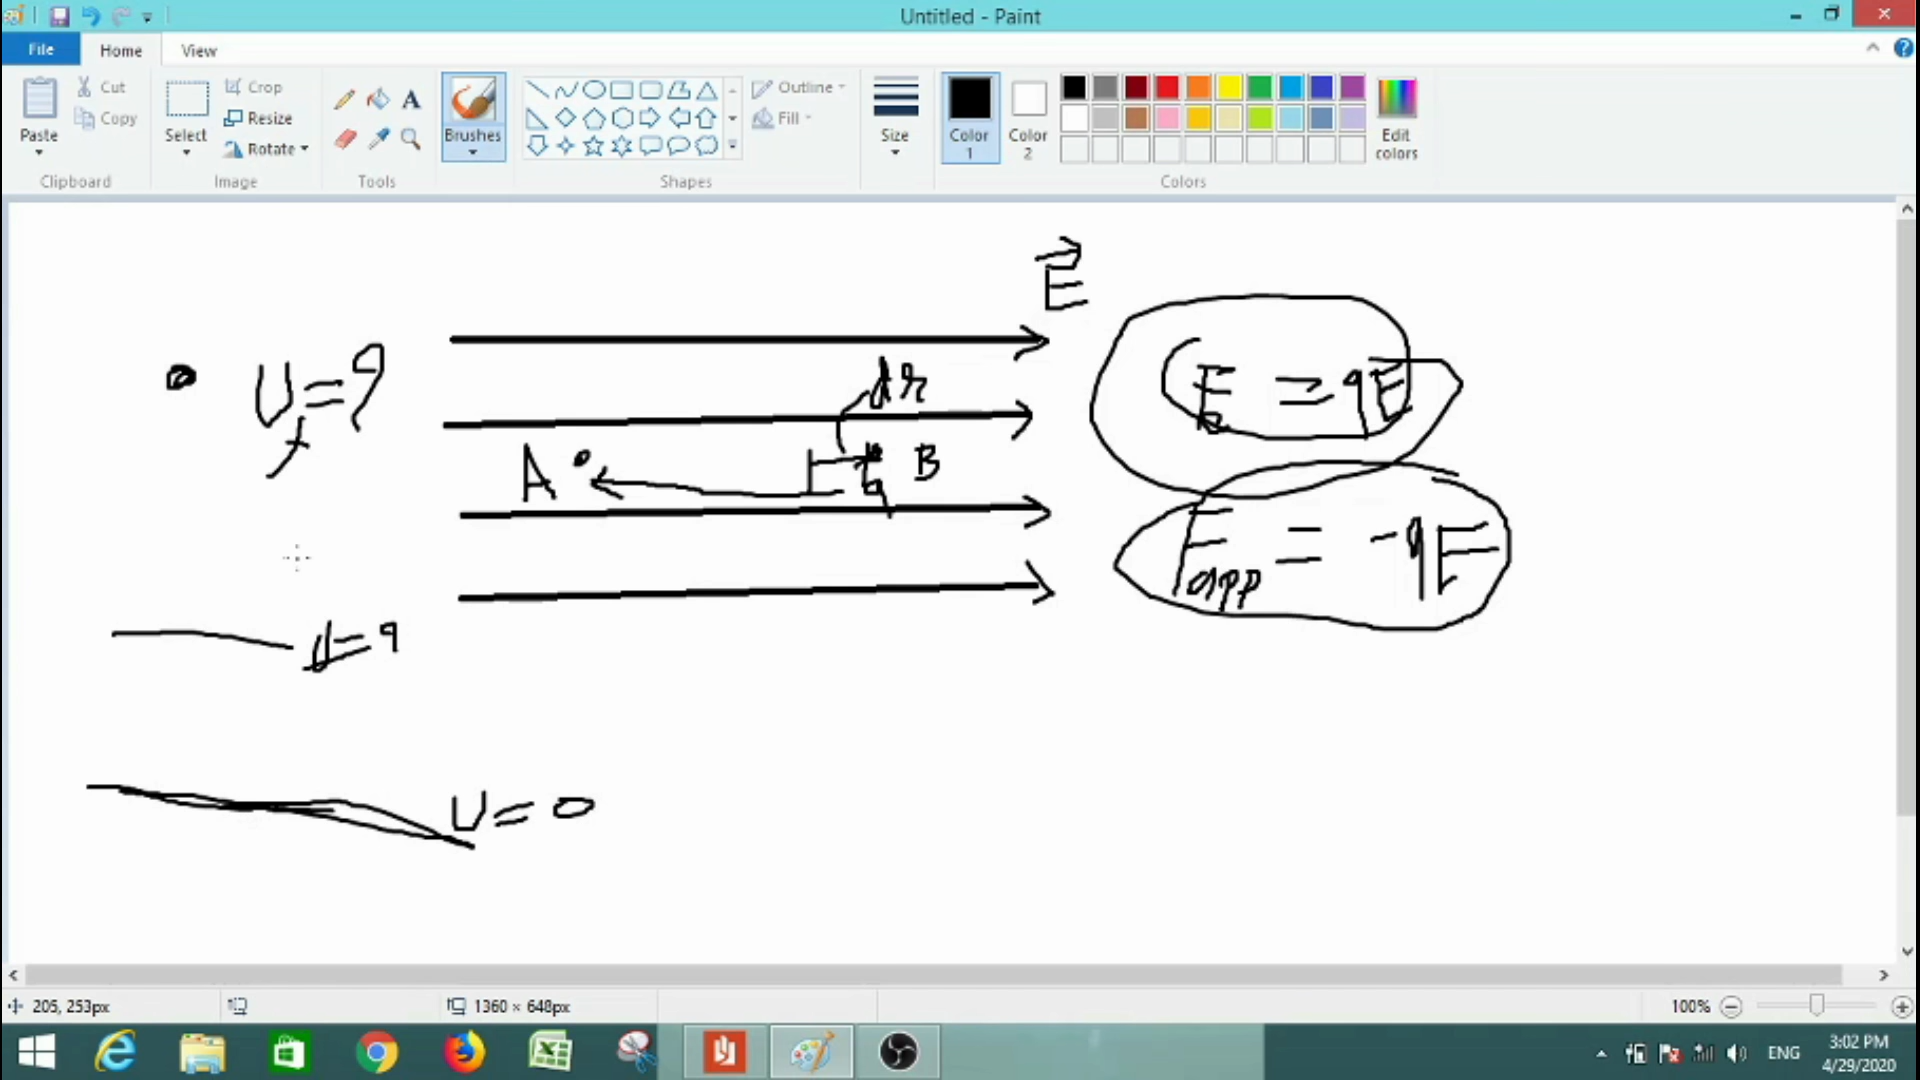 Untitled - Paint
File
Home
View
Paste
Cut
Copy
Clipboard
Select
Crop
Resize
Rotate
Image
A
Tools
Brushes
Outline
Fill
Shapes
Size
Color 1
Color 2
Edit colors
Colors
E
U = ?
f
dr
A
B
q
= qE
F app = -qE
U = ?
U = 0
205, 253px
1360 × 648px
100%
ENG
3:02 PM
4/29/2020